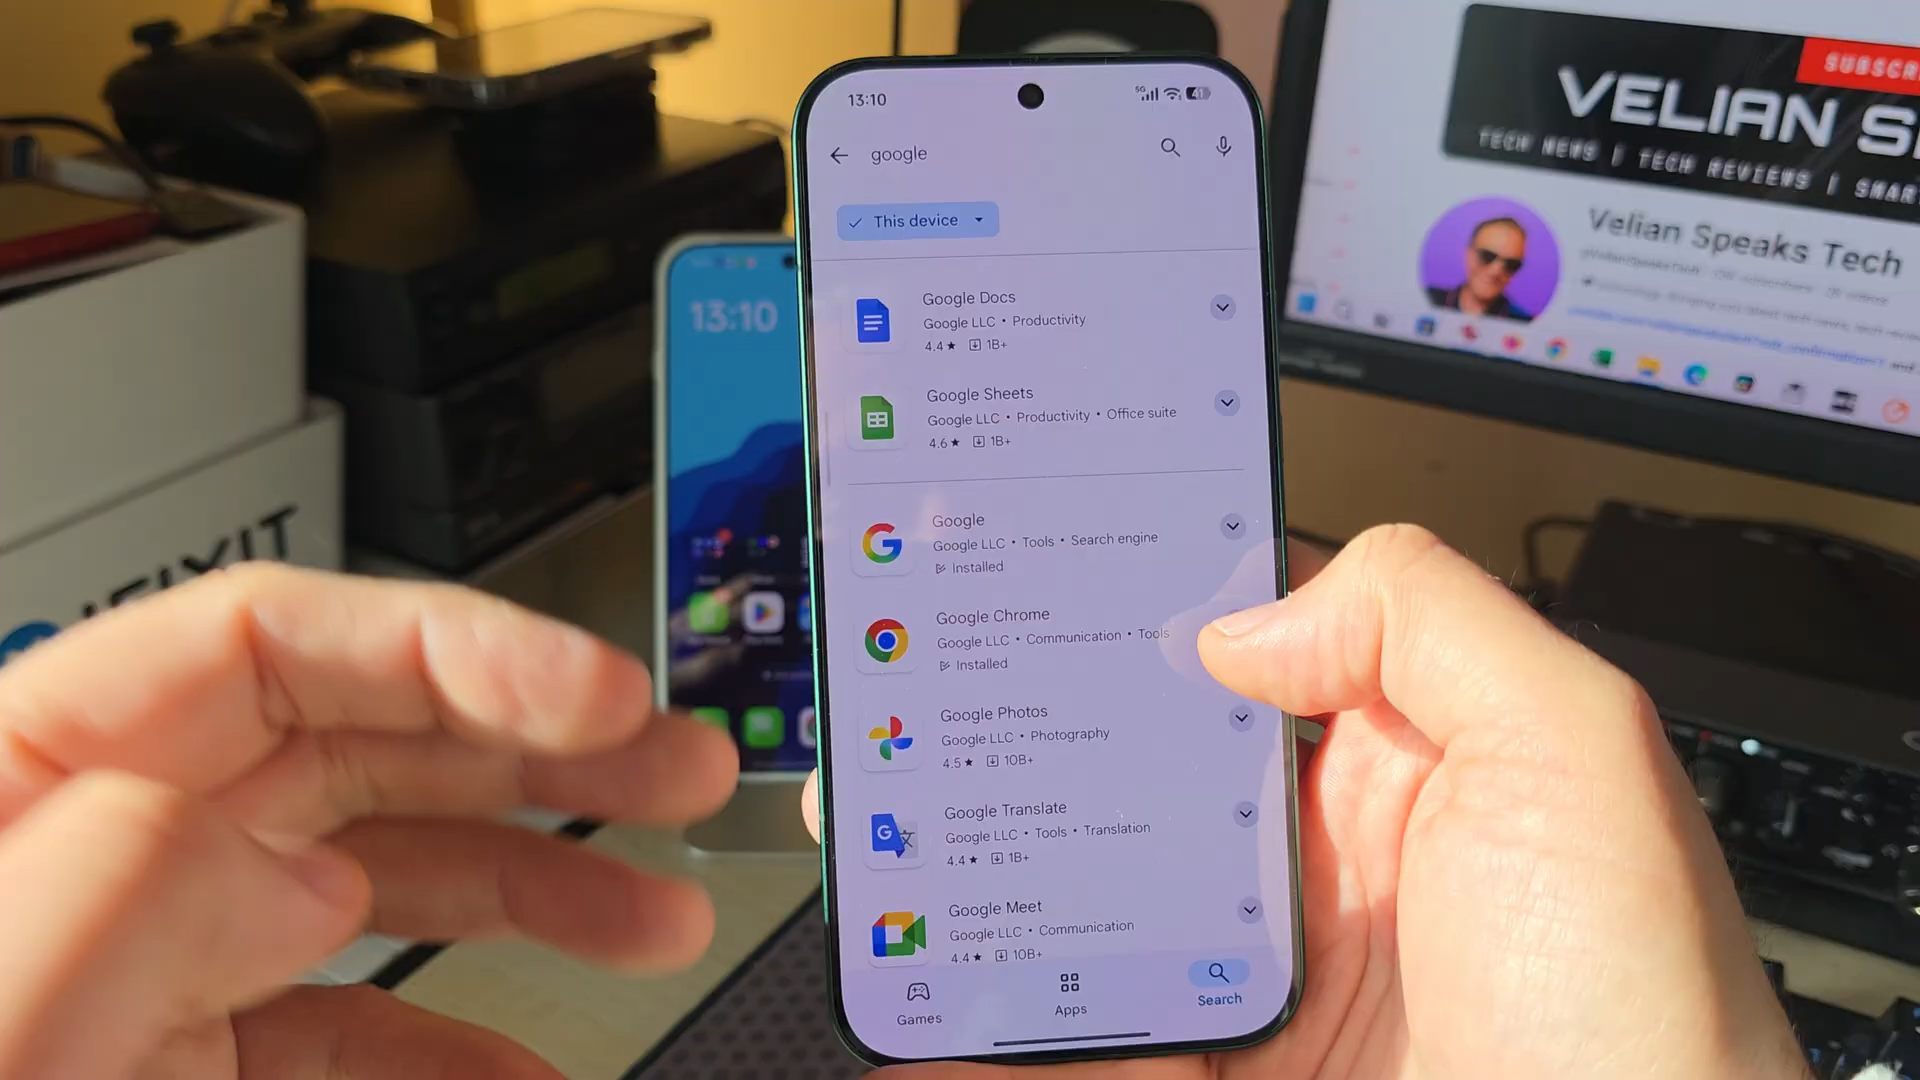 13:10
5G
41
google
This device
Google Docs
Google LLC • Productivity
4.4★ 1B+
Google Sheets
Google LLC • Productivity • Office suite
4.6★ 1B+
Google
Google LLC • Tools • Search engine
Installed
Google Chrome
Google LLC • Communication • Tools
Installed
Google Photos
Google LLC • Photography
4.5★ 10B+
Google Translate
Google LLC • Tools • Translation
4.4★ 1B+
Google Meet
Google LLC • Communication
4.4★ 10B+
Games
Apps
Search
13:10
IFIXIT
SUBSCR
VELIAN S
TECH NEWS | TECH REVIEWS | SMAR
Velian Speaks Tech